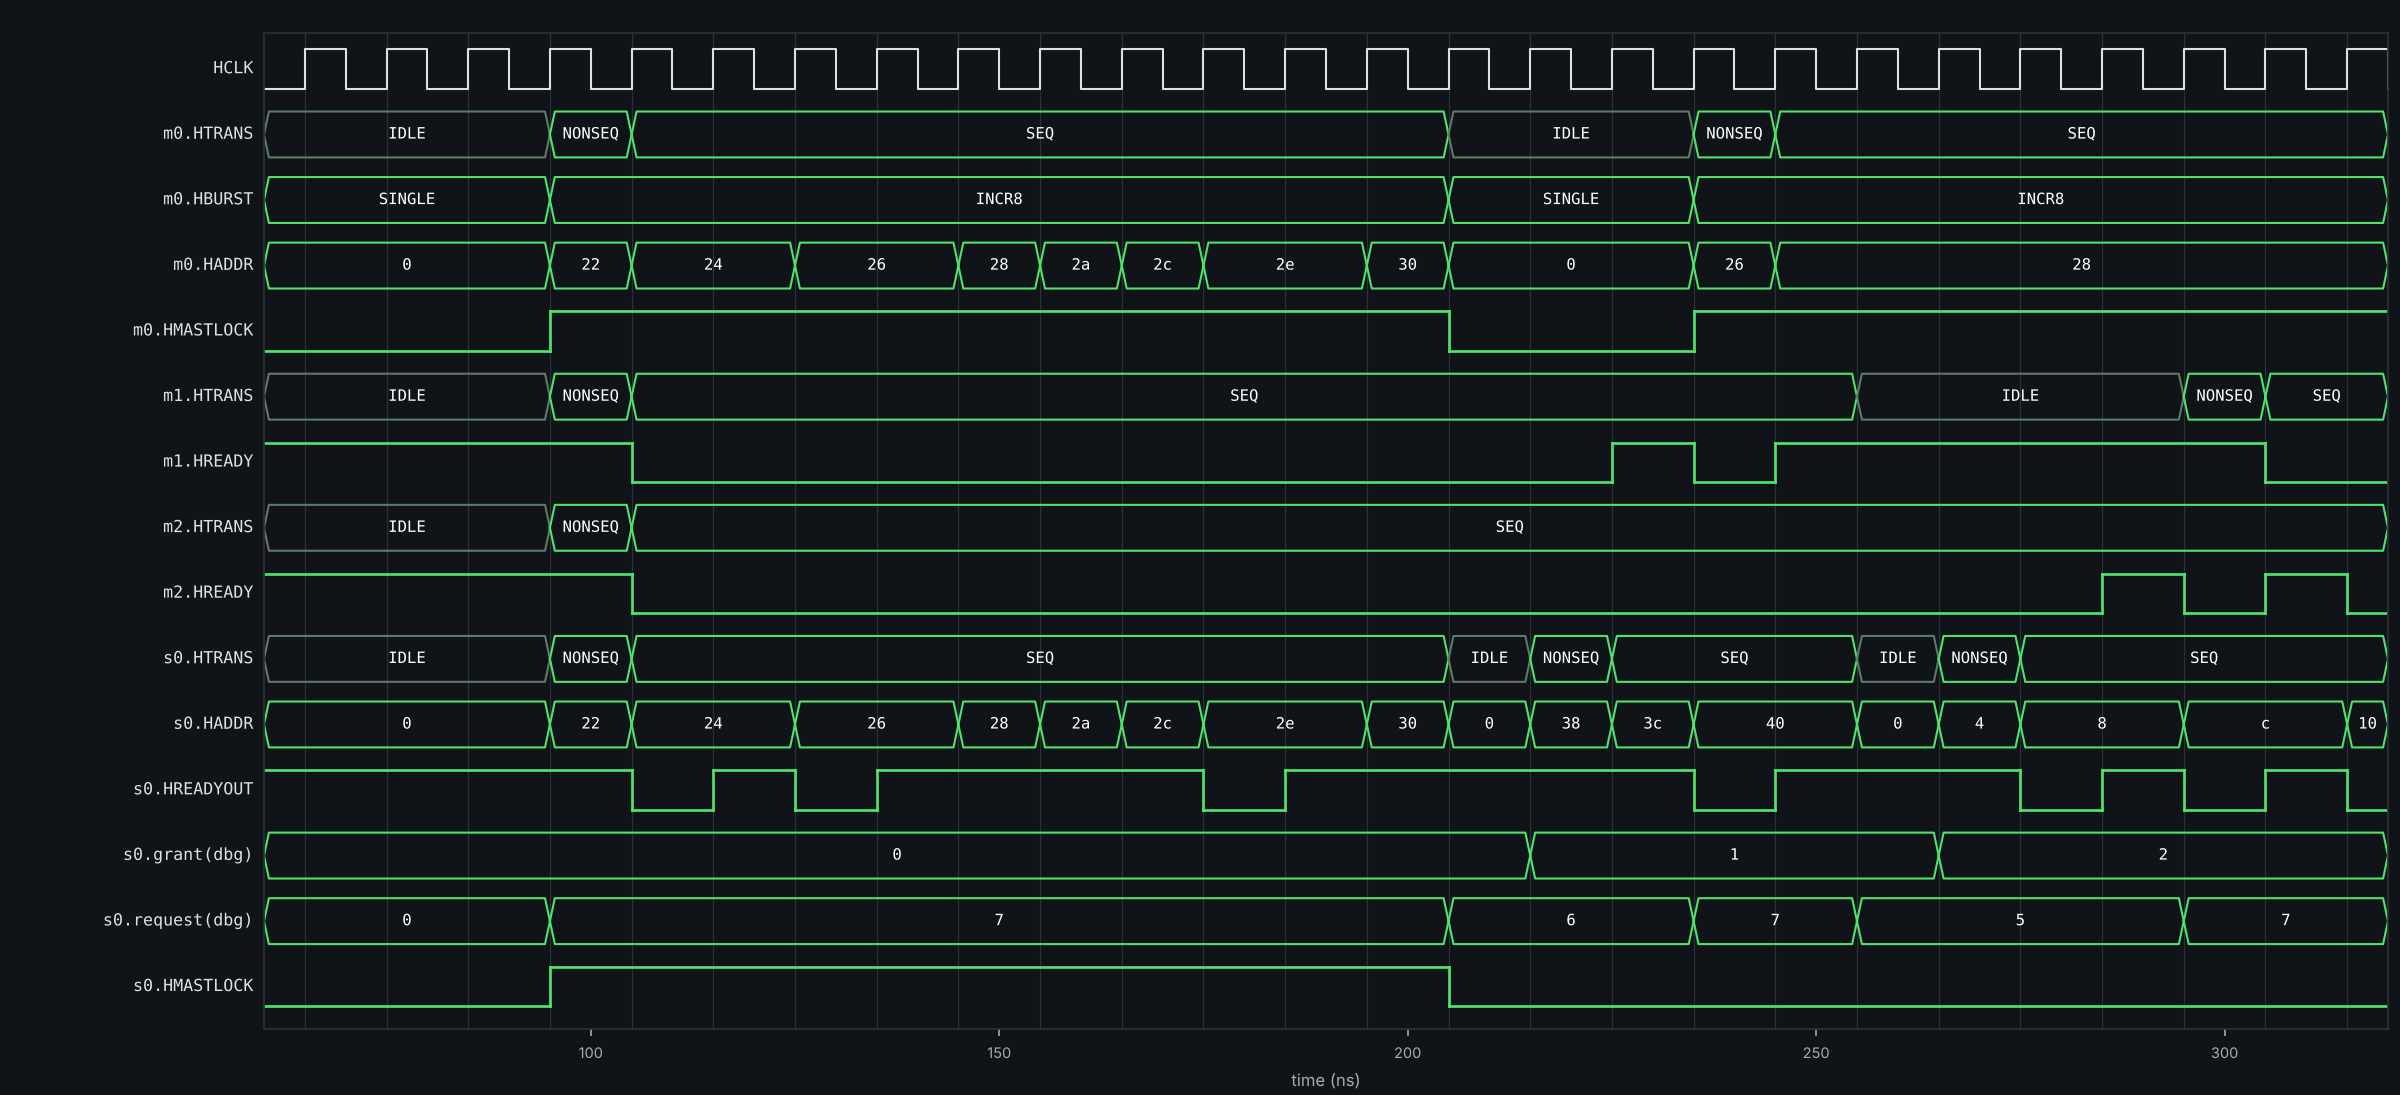 HCLK
m0.HTRANS IDLE NONSEQ SEQ IDLE NONSEQ SEQ
m0.HBURST SINGLE INCR8 SINGLE INCR8
m0.HADDR 0 22 24 26 28 2a 2c 2e 30 0 26 28
m0.HMASTLOCK
m1.HTRANS IDLE NONSEQ SEQ IDLE NONSEQ SEQ
m1.HREADY
m2.HTRANS IDLE NONSEQ SEQ
m2.HREADY
s0.HTRANS IDLE NONSEQ SEQ IDLE NONSEQ SEQ IDLE NONSEQ SEQ
s0.HADDR 0 22 24 26 28 2a 2c 2e 30 0 38 3c 40 0 4 8 c 10
s0.HREADYOUT
s0.grant(dbg) 0 1 2
s0.request(dbg) 0 7 6 7 5 7
s0.HMASTLOCK
100 150 200 250 300
time (ns)